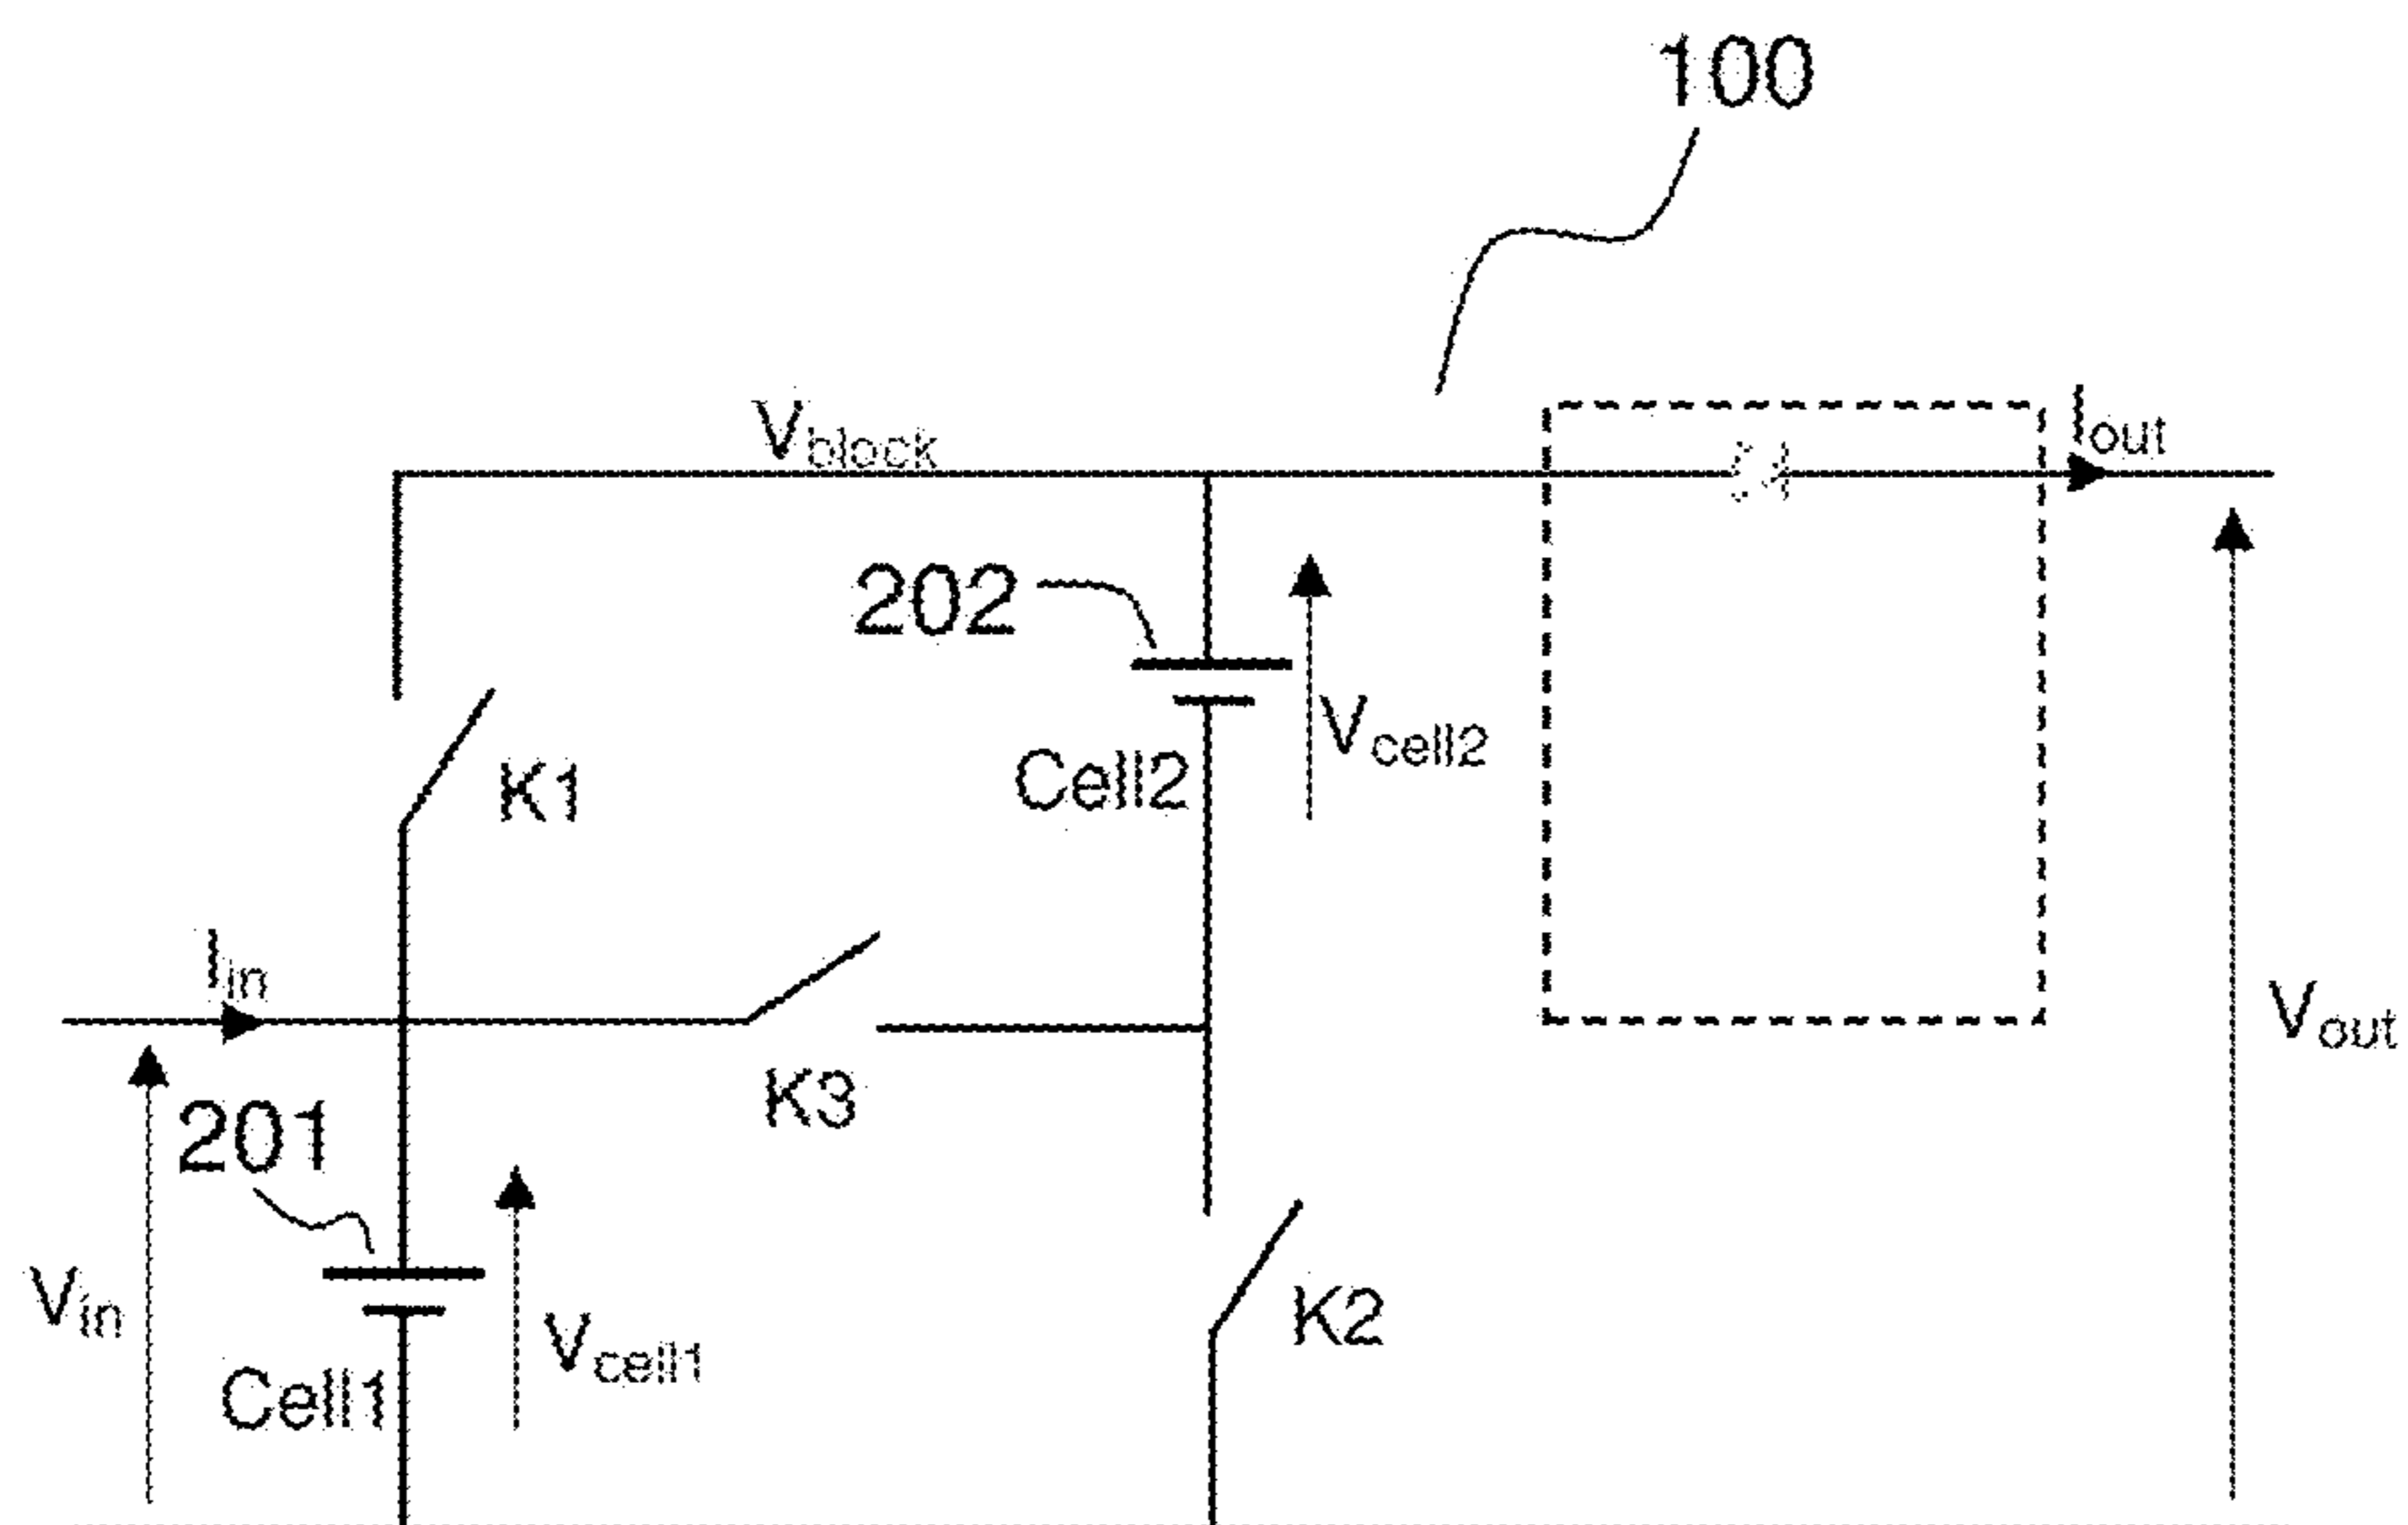 100
Vblock
Iout
202
Vcell2
Cell2
K1
Iin
K3
Vout
201
Vin
Vcell1
K2
Cell1